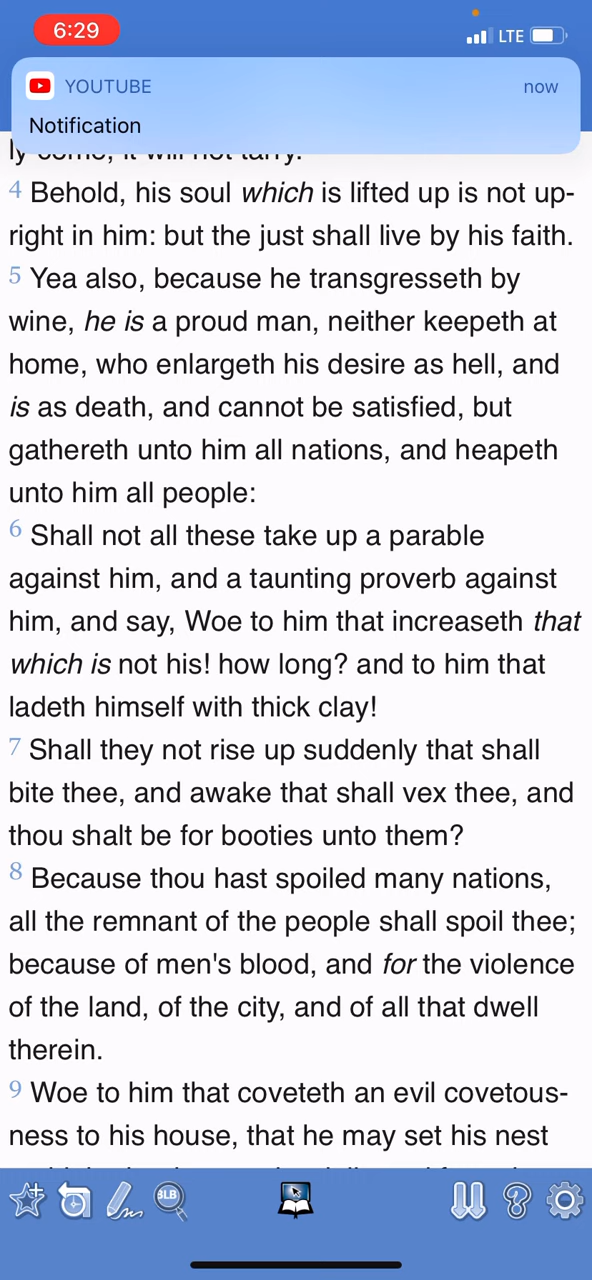 6:29
LTE
YOUTUBE
now
Notification
ly come, it will not tarry.
4 Behold, his soul which is lifted up is not up-
right in him: but the just shall live by his faith.
5 Yea also, because he transgresseth by
wine, he is a proud man, neither keepeth at
home, who enlargeth his desire as hell, and
is as death, and cannot be satisfied, but
gathereth unto him all nations, and heapeth
unto him all people:
6 Shall not all these take up a parable
against him, and a taunting proverb against
him, and say, Woe to him that increaseth that
which is not his! how long? and to him that
ladeth himself with thick clay!
7 Shall they not rise up suddenly that shall
bite thee, and awake that shall vex thee, and
thou shalt be for booties unto them?
8 Because thou hast spoiled many nations,
all the remnant of the people shall spoil thee;
because of men's blood, and for the violence
of the land, of the city, and of all that dwell
therein.
9 Woe to him that coveteth an evil covetous-
ness to his house, that he may set his nest
BLB